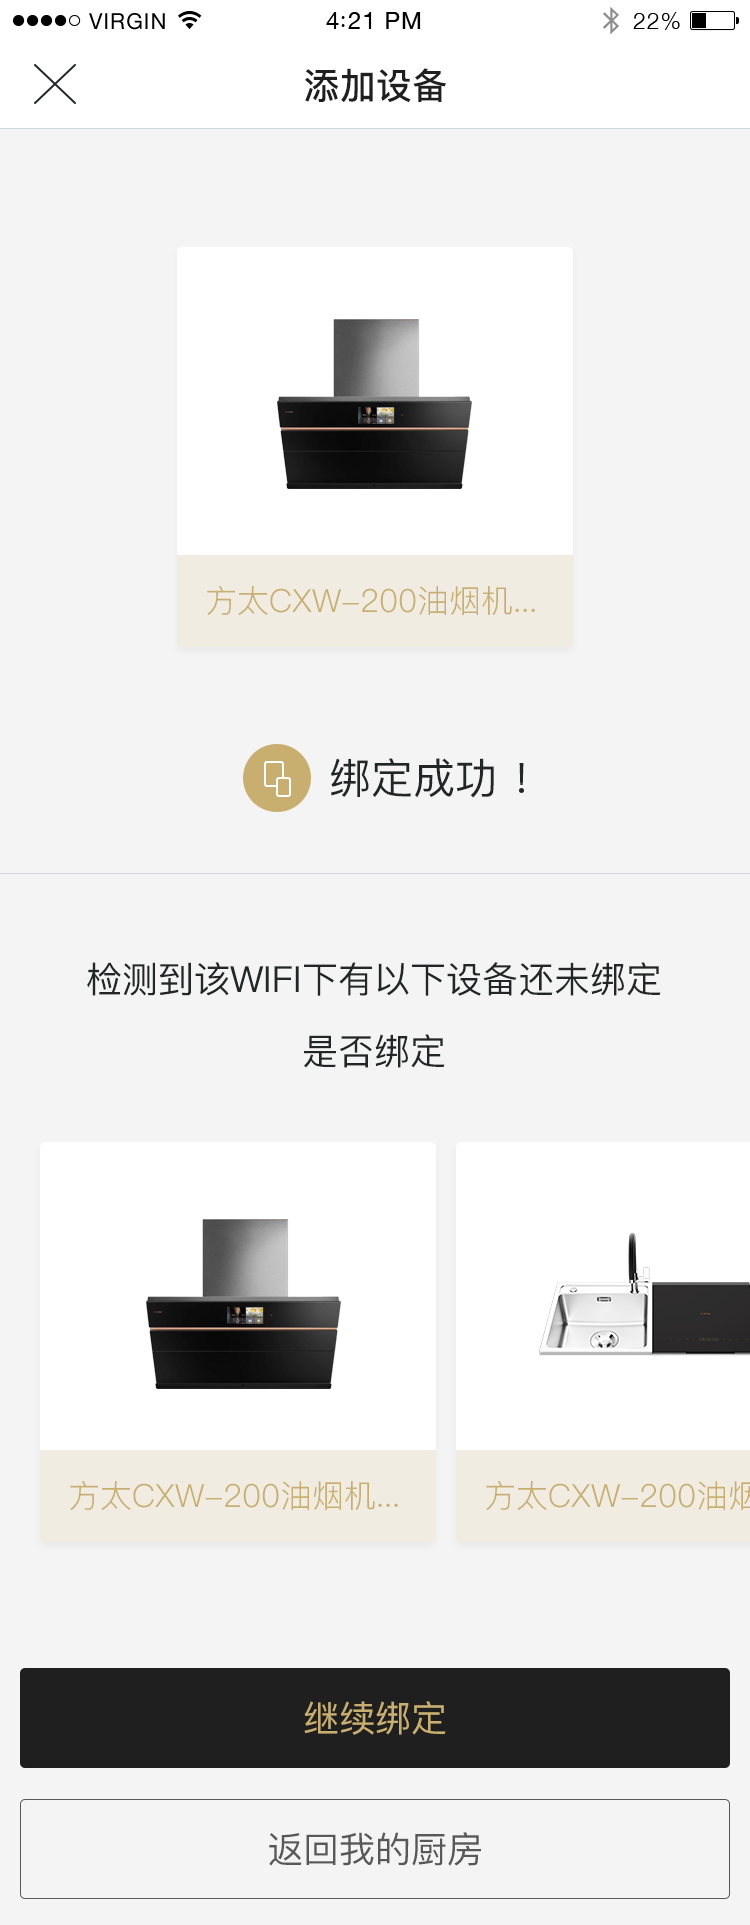 VIRGIN 4:21 PM 22%
添加设备
方太CXW-200油烟机...
绑定成功！
检测到该WIFI下有以下设备还未绑定
是否绑定
方太CXW-200油烟机... 方太CXW-200油烟
继续绑定
返回我的厨房